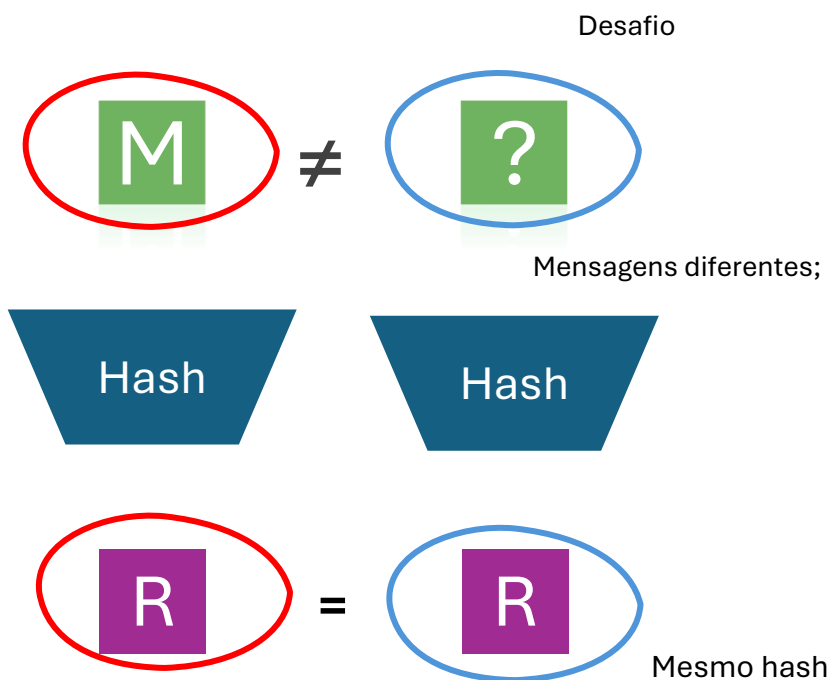 Desafio
M ≠ ?
Mensagens diferentes;
Hash Hash
R = R
Mesmo hash